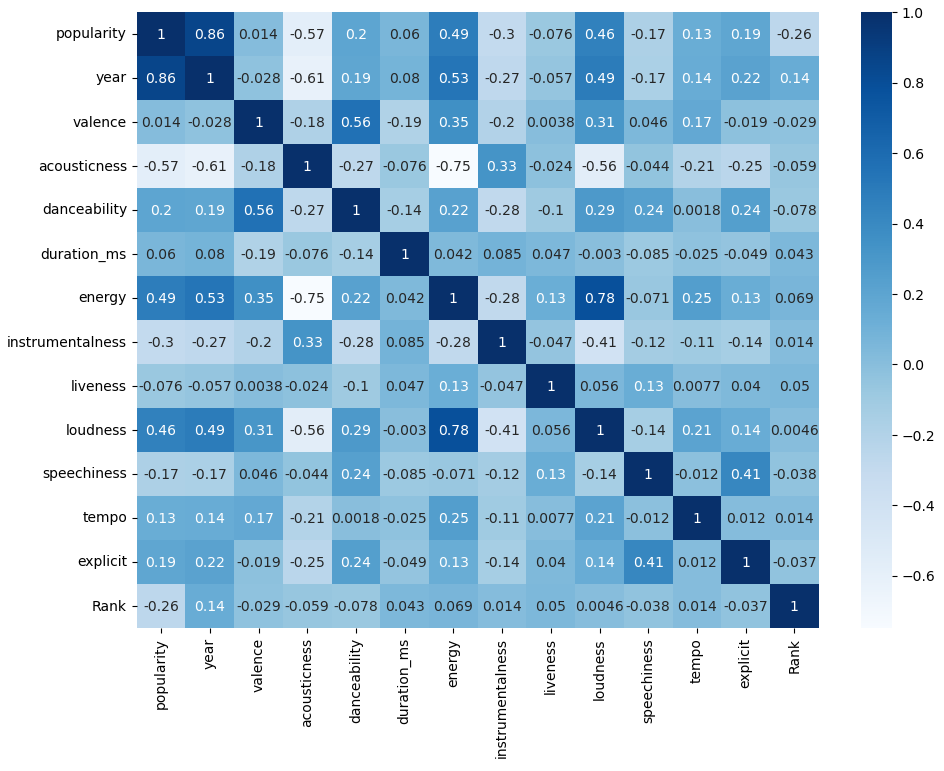 popularity 1 0.86 0.014 -0.57 0.2 0.06 0.49 -0.3 -0.076 0.46 -0.17 0.13 0.19 -0.26
year 0.86 1 -0.028 -0.61 0.19 0.08 0.53 -0.27 -0.057 0.49 -0.17 0.14 0.22 0.14
valence 0.014 -0.028 1 -0.18 0.56 -0.19 0.35 -0.2 0.0038 0.31 0.046 0.17 -0.019 -0.029
acousticness -0.57 -0.61 -0.18 1 -0.27 -0.076 -0.75 0.33 -0.024 -0.56 -0.044 -0.21 -0.25 -0.059
danceability 0.2 0.19 0.56 -0.27 1 -0.14 0.22 -0.28 -0.1 0.29 0.24 0.0018 0.24 -0.078
duration_ms 0.06 0.08 -0.19 -0.076 -0.14 1 0.042 0.085 0.047 -0.003 -0.085 -0.025 -0.049 0.043
energy 0.49 0.53 0.35 -0.75 0.22 0.042 1 -0.28 0.13 0.78 -0.071 0.25 0.13 0.069
instrumentalness -0.3 -0.27 -0.2 0.33 -0.28 0.085 -0.28 1 -0.047 -0.41 -0.12 -0.11 -0.14 0.014
liveness -0.076 -0.057 0.0038 -0.024 -0.1 0.047 0.13 -0.047 1 0.056 0.13 0.0077 0.04 0.05
loudness 0.46 0.49 0.31 -0.56 0.29 -0.003 0.78 -0.41 0.056 1 -0.14 0.21 0.14 0.0046
speechiness -0.17 -0.17 0.046 -0.044 0.24 -0.085 -0.071 -0.12 0.13 -0.14 1 -0.012 0.41 -0.038
tempo 0.13 0.14 0.17 -0.21 0.0018 -0.025 0.25 -0.11 0.0077 0.21 -0.012 1 0.012 0.014
explicit 0.19 0.22 -0.019 -0.25 0.24 -0.049 0.13 -0.14 0.04 0.14 0.41 0.012 1 -0.037
Rank -0.26 0.14 -0.029 -0.059 -0.078 0.043 0.069 0.014 0.05 0.0046 -0.038 0.014 -0.037 1
popularity
year
valence
acousticness
danceability
duration_ms
energy
instrumentalness
liveness
loudness
speechiness
tempo
explicit
Rank
1.0
0.8
0.6
0.4
0.2
0.0
−0.2
−0.4
−0.6